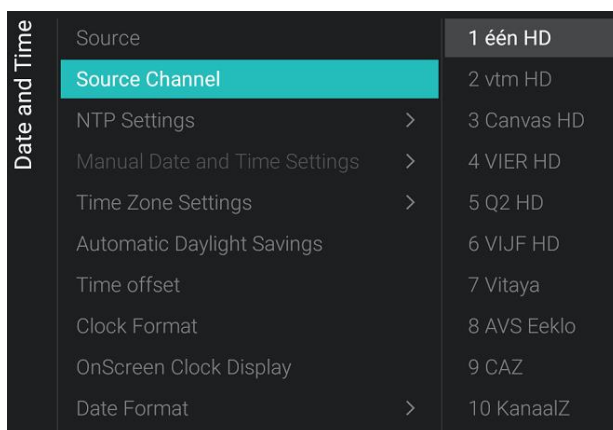 Date and Time
Source
Source Channel
NTP Settings
Manual Date and Time Settings
Time Zone Settings
Automatic Daylight Savings
Time offset
Clock Format
OnScreen Clock Display
Date Format
1 één HD
2 vtm HD
3 Canvas HD
4 VIER HD
5 Q2 HD
6 VIJF HD
7 Vitaya
8 AVS Eeklo
9 CAZ
10 KanaalZ